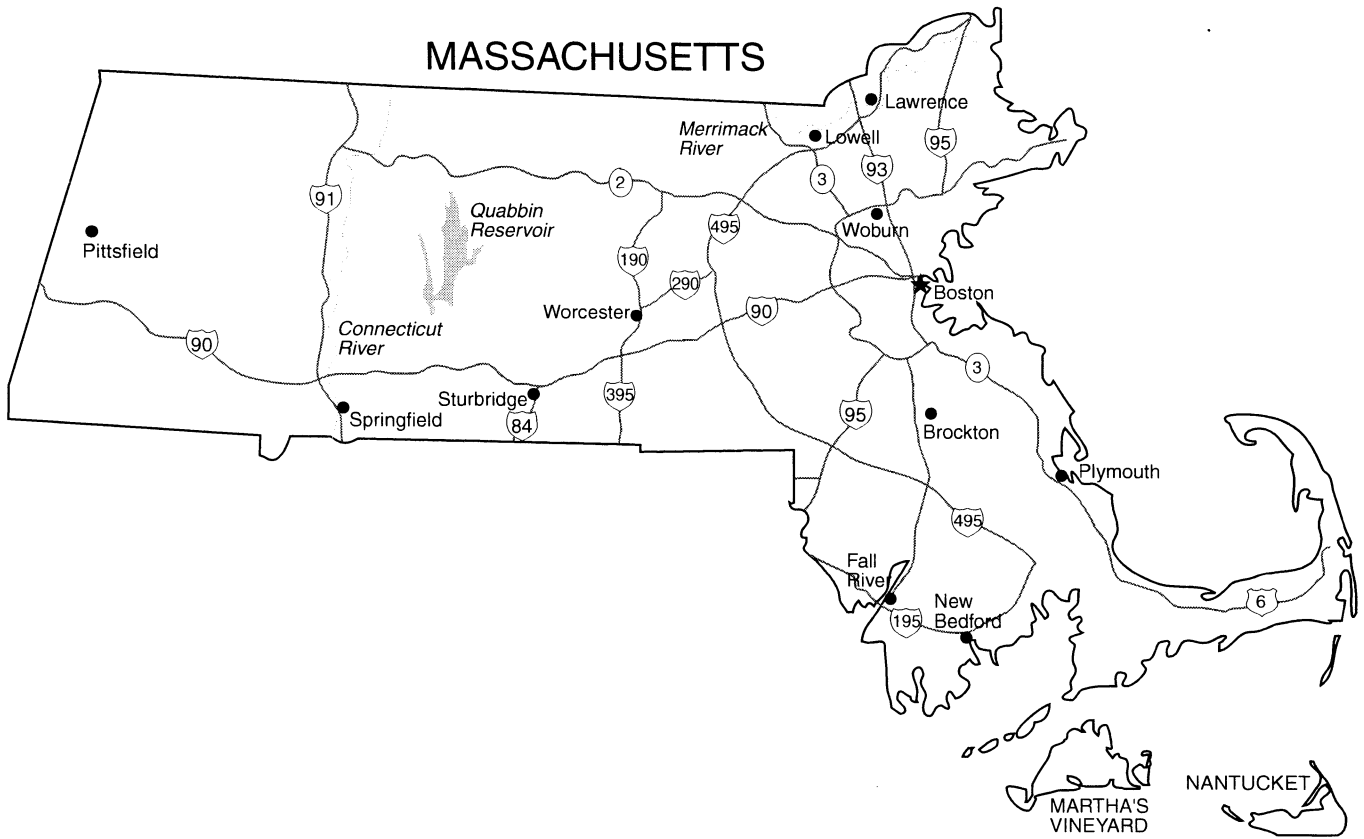 MASSACHUSETTS
Lawrence
Merrimack
River
Lowell
95
93
2
3
91
Quabbin
Reservoir
495
Woburn
Pittsfield
190
290
Boston
Worcester
90
Connecticut
River
90
3
Sturbridge
395
Springfield
84
95
Brockton
Plymouth
495
Fall
River
New
Bedford
195
6
NANTUCKET
MARTHA'S
VINEYARD